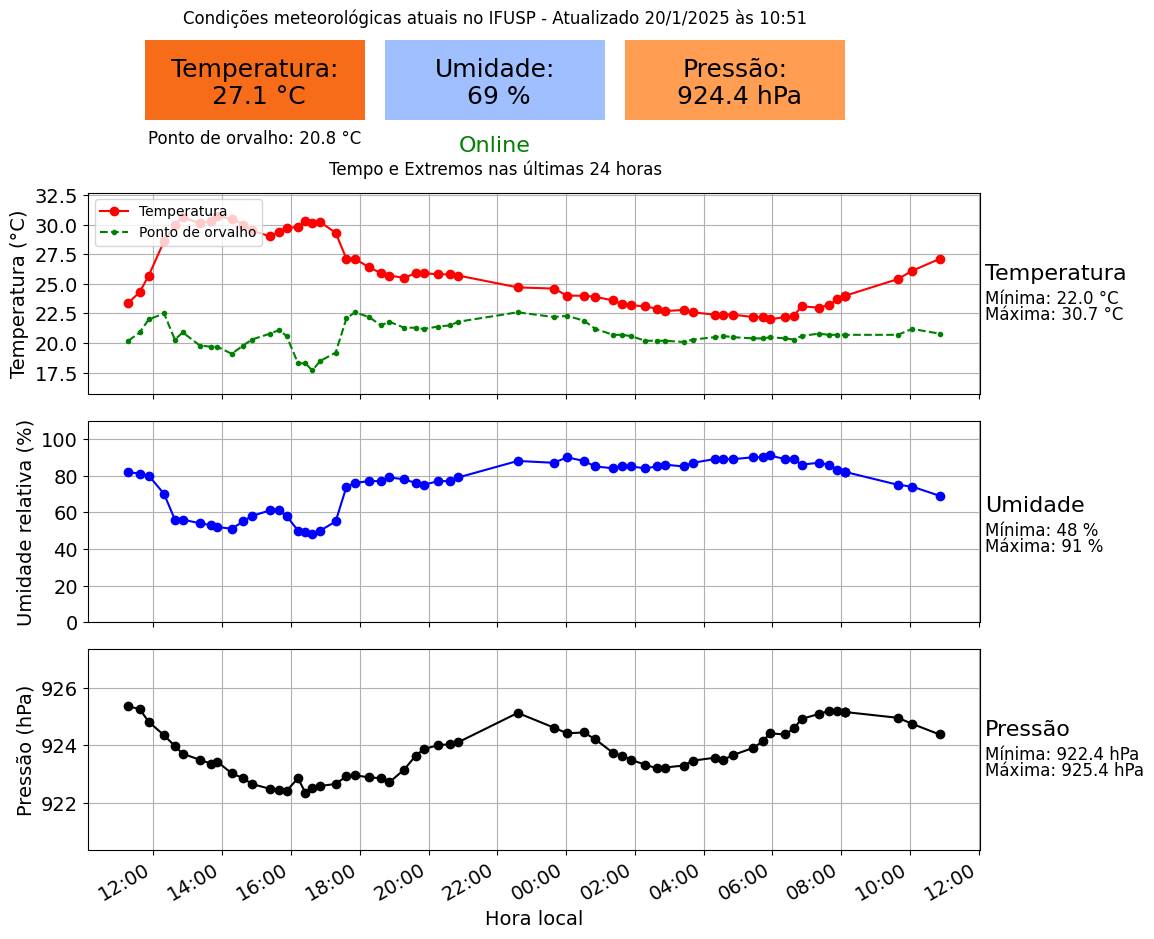 Condições meteorológicas atuais no IFUSP - Atualizado 20/1/2025 às 10:51
Temperatura:
27.1 °C
Umidade:
69 %
Pressão:
924.4 hPa
Ponto de orvalho: 20.8 °C
Online
Tempo e Extremos nas últimas 24 horas
Temperatura (°C)
32.5
30.0
27.5
25.0
22.5
20.0
17.5
Temperatura
Ponto de orvalho
Temperatura
Mínima: 22.0 °C
Máxima: 30.7 °C
Umidade relativa (%)
100
80
60
40
20
0
Umidade
Mínima: 48 %
Máxima: 91 %
Pressão (hPa)
926
924
922
Pressão
Mínima: 922.4 hPa
Máxima: 925.4 hPa
12:00 14:00 16:00 18:00 20:00 22:00 00:00 02:00 04:00 06:00 08:00 10:00 12:00
Hora local